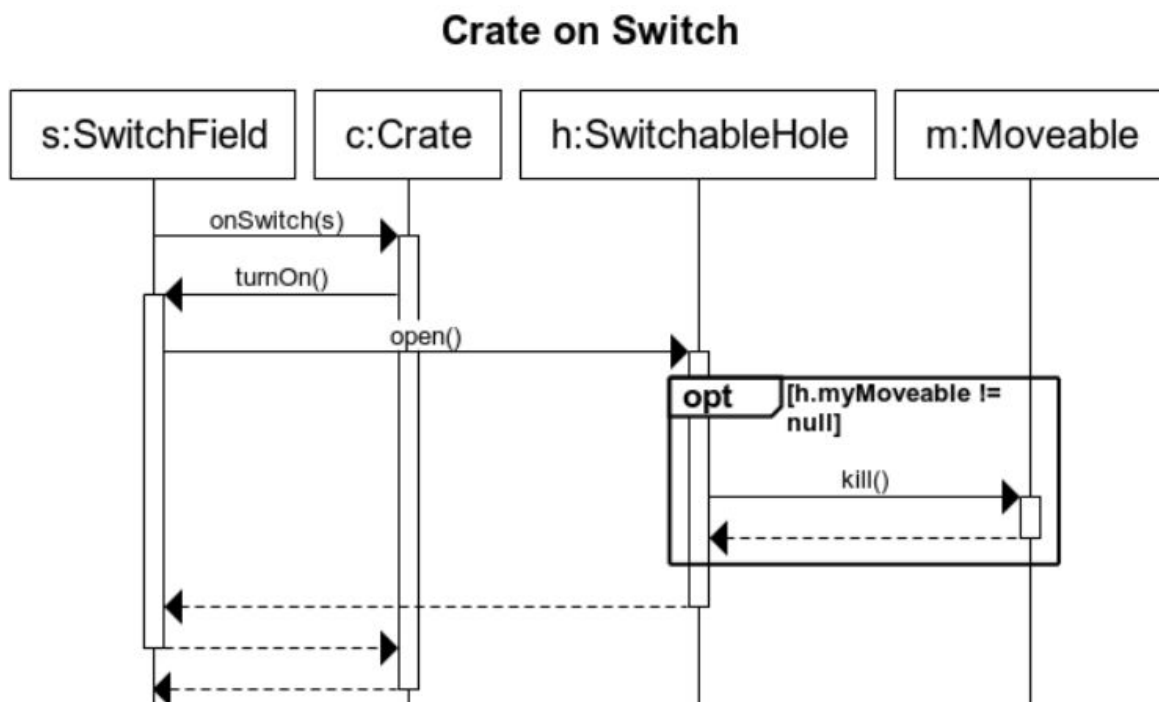 Crate on Switch
s:SwitchField
c:Crate
h:SwitchableHole
m:Moveable
onSwitch(s)
turnOn()
open()
opt
[h.myMoveable !=
null]
kill()